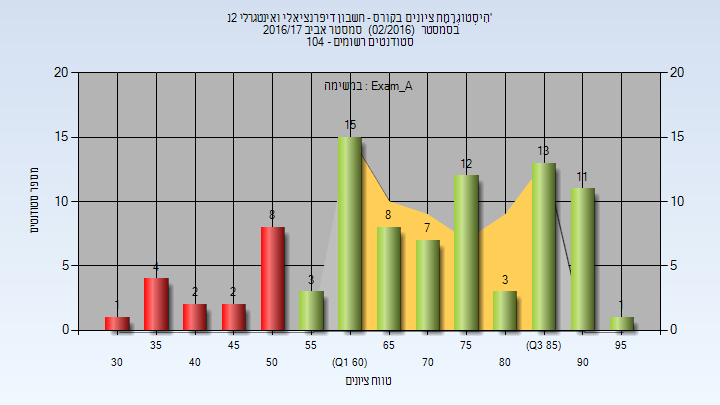 היסטוגרמת ציונים בקורס - חשבון דיפרנציאלי ואינטגרלי 2נ'
בסמסטר (02/2016) סמסטר אביב 2016/17
סטודנטים רשומים - 104
במשימה : Exam_A
20 20
15 15
10 10
5 5
0 0
מספר סטודנטים
1 4 2 2 8 3 15 8 7 12 3 13 11 1
35 45 55 65 75 (Q3 85) 95
30 40 50 (Q1 60) 70 80 90
טווח ציונים